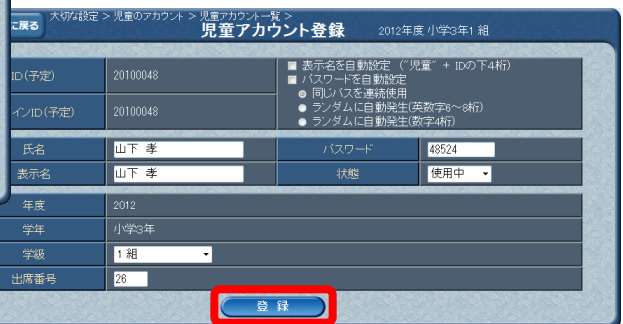 に戻る
大切な設定 > 児童のアカウント > 児童アカウント一覧 >
児童アカウント登録 2012年度 小学3年1組
ID(予定) 20100048
インID(予定) 20100048
表示名を自動設定 ("児童" + IDの下4桁)
パスワードを自動設定
同じパスを連続使用
ランダムに自動発生(英数字6～8桁)
ランダムに自動発生(数字4桁)
氏名 山下 孝 パスワード 48524
表示名 山下 孝 状態 使用中
年度 2012
学年 小学3年
学級 1組
出席番号 26
登 録